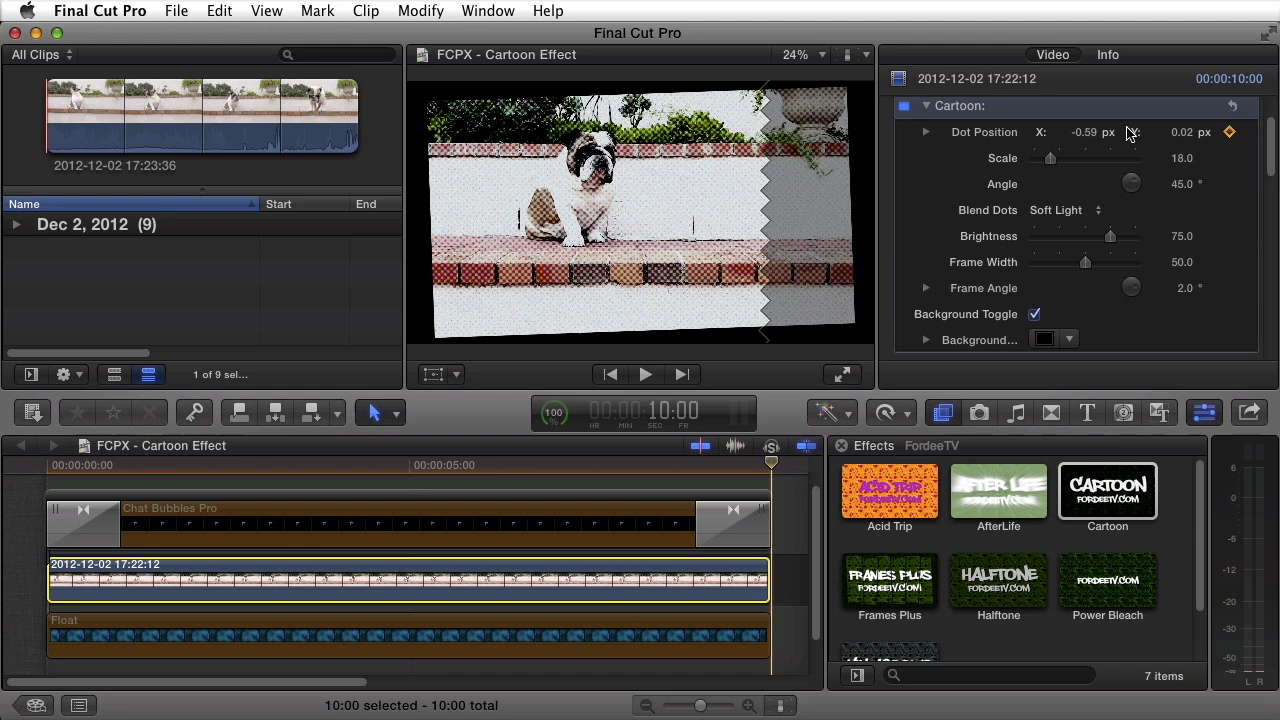 Final Cut Pro File Edit View Mark Clip Modify Window Help
Final Cut Pro
All Clips
2012-12-02 17:23:36
Name Start End
Dec 2, 2012 (9)
1 of 9 sel...
FCPX - Cartoon Effect 24%
Video Info
2012-12-02 17:22:12 00:00:10:00
Cartoon:
Dot Position X: -0.59 px Y: 0.02 px
Scale 18.0
Angle 45.0 °
Blend Dots Soft Light
Brightness 75.0
Frame Width 50.0
Frame Angle 2.0 °
Background Toggle
Background...
100 % 00:00:10:00
HR MIN SEC FR
FCPX - Cartoon Effect
00:00:00:00 00:00:05:00
Chat Bubbles Pro
2012-12-02 17:22:12
Float
10:00 selected - 10:00 total
Effects FordeeTV
ACID TRIP
FORDEETV.COM
Acid Trip
AFTER LIFE
FORDEETV.COM
AfterLife
CARTOON
FORDEETV.COM
Cartoon
FRAMES PLUS
FORDEETV.COM
Frames Plus
HALFTONE
FORDEETV.COM
Halftone
FORDEETV.COM
Power Bleach
7 items
6
0
-6
-12
-20
-30
-50
L R